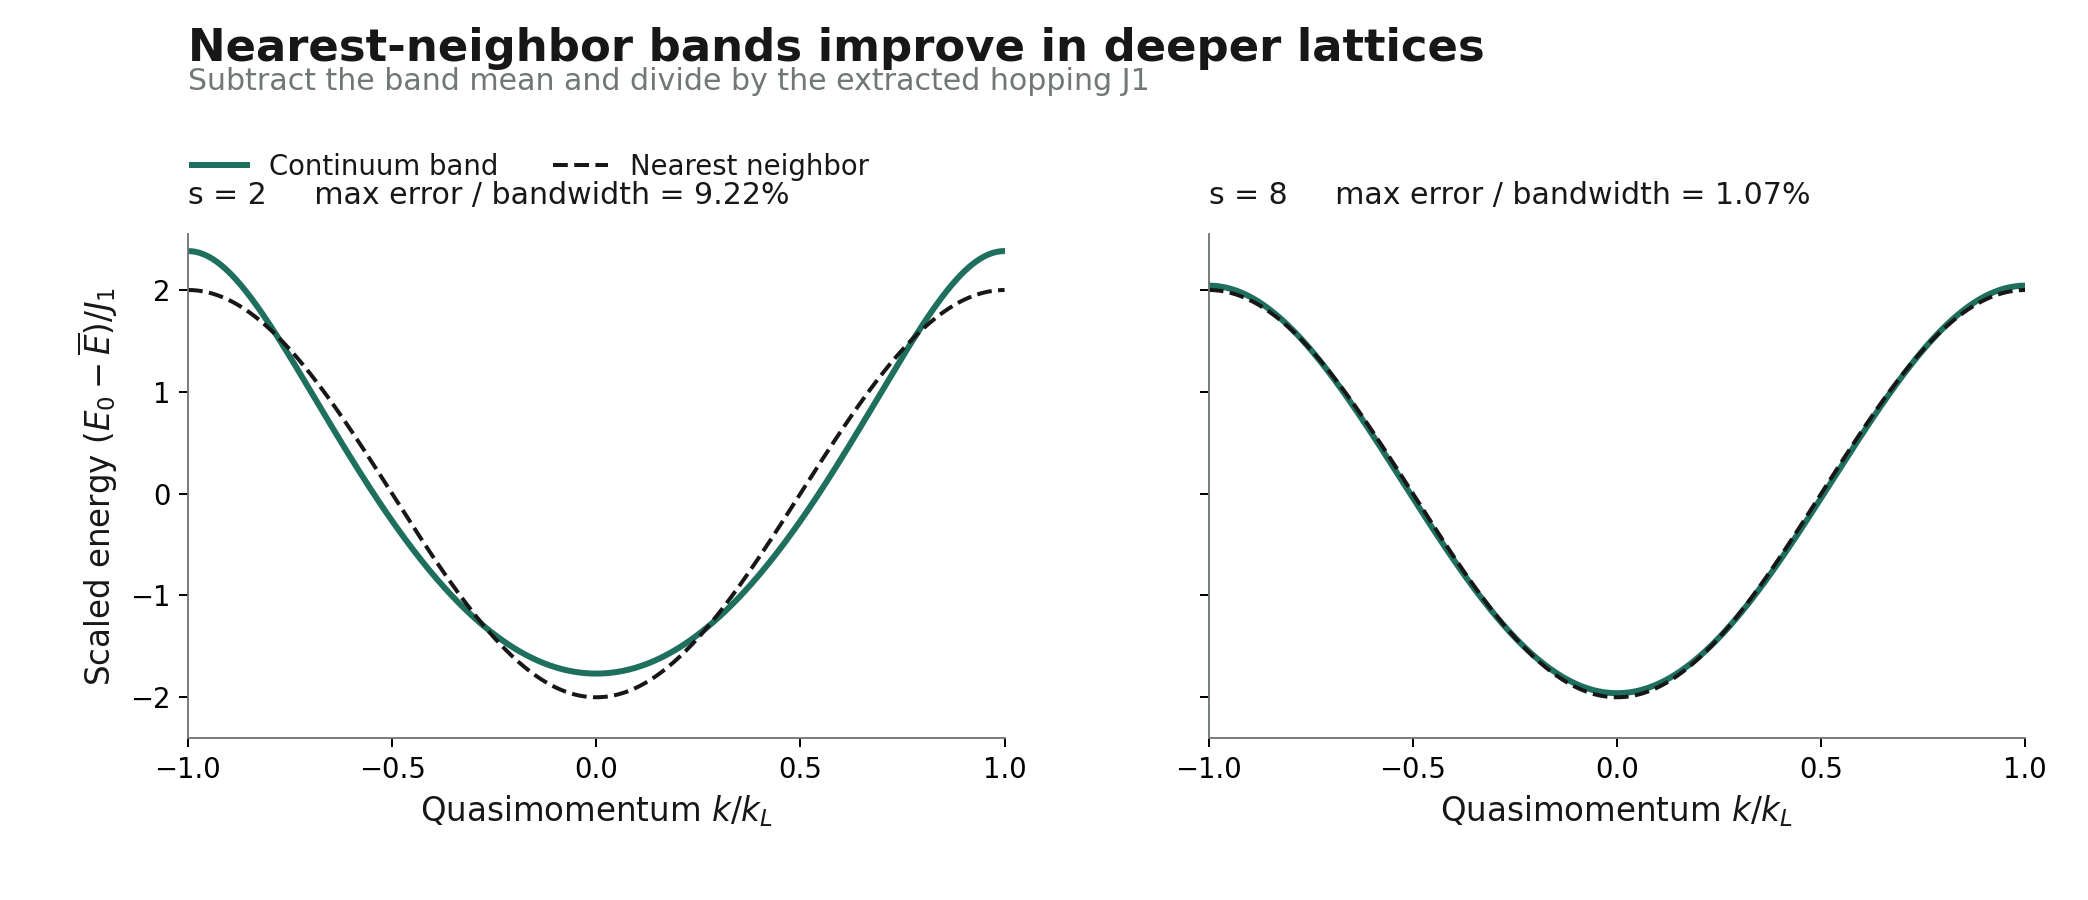 Nearest-neighbor bands improve in deeper lattices
Subtract the band mean and divide by the extracted hopping J1
Continuum band
Nearest neighbor
s = 2 max error / bandwidth = 9.22%
s = 8 max error / bandwidth = 1.07%
Scaled energy (E̅₀ − E̅)/J₁
2
1
0
−1
−2
−1.0 −0.5 0.0 0.5 1.0
Quasimomentum k/k_L
−1.0 −0.5 0.0 0.5 1.0
Quasimomentum k/k_L